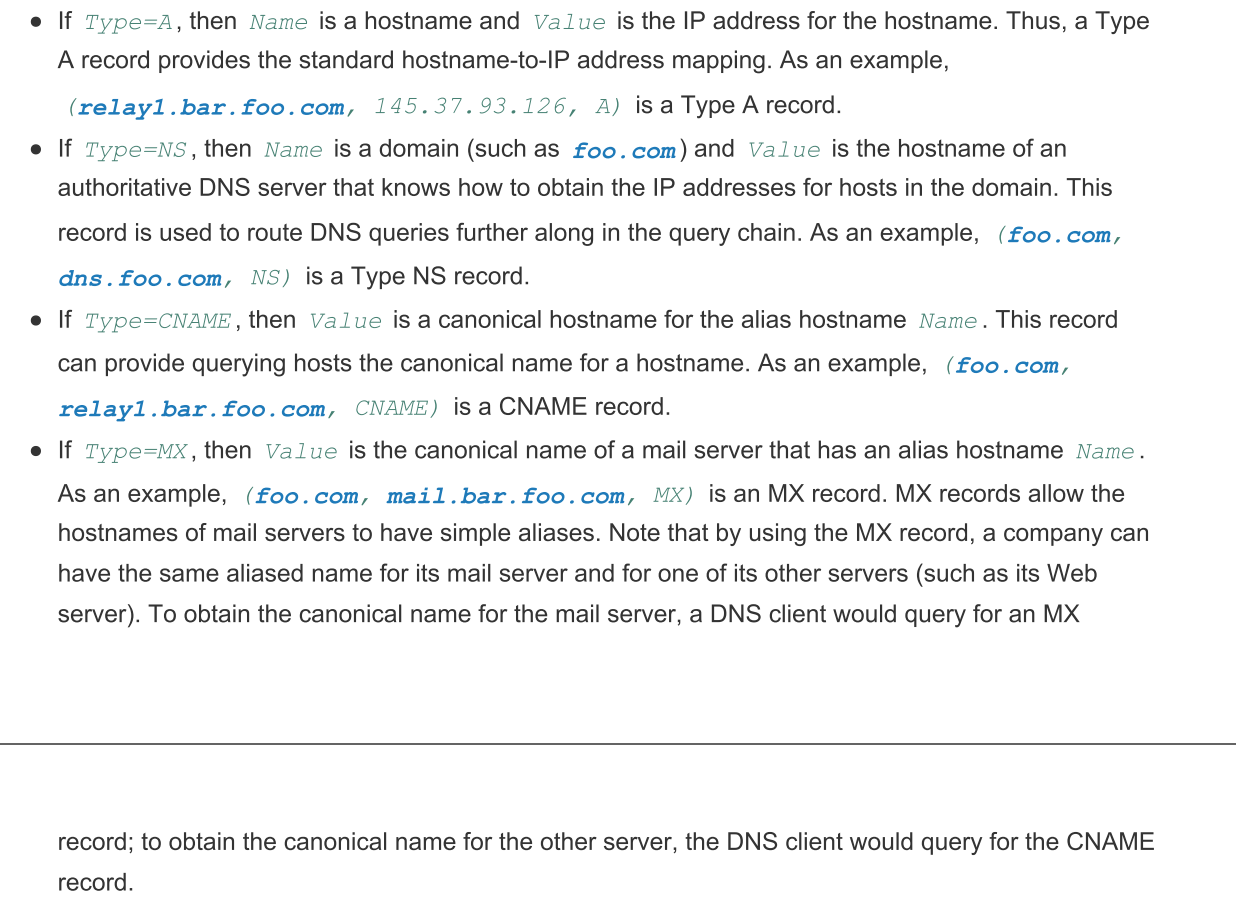 ● If Type=A, then Name is a hostname and Value is the IP address for the hostname. Thus, a Type
A record provides the standard hostname-to-IP address mapping. As an example,
(relay1.bar.foo.com, 145.37.93.126, A) is a Type A record.
● If Type=NS, then Name is a domain (such as foo.com) and Value is the hostname of an
authoritative DNS server that knows how to obtain the IP addresses for hosts in the domain. This
record is used to route DNS queries further along in the query chain. As an example, (foo.com,
dns.foo.com, NS) is a Type NS record.
● If Type=CNAME, then Value is a canonical hostname for the alias hostname Name. This record
can provide querying hosts the canonical name for a hostname. As an example, (foo.com,
relay1.bar.foo.com, CNAME) is a CNAME record.
● If Type=MX, then Value is the canonical name of a mail server that has an alias hostname Name.
As an example, (foo.com, mail.bar.foo.com, MX) is an MX record. MX records allow the
hostnames of mail servers to have simple aliases. Note that by using the MX record, a company can
have the same aliased name for its mail server and for one of its other servers (such as its Web
server). To obtain the canonical name for the mail server, a DNS client would query for an MX
record; to obtain the canonical name for the other server, the DNS client would query for the CNAME
record.